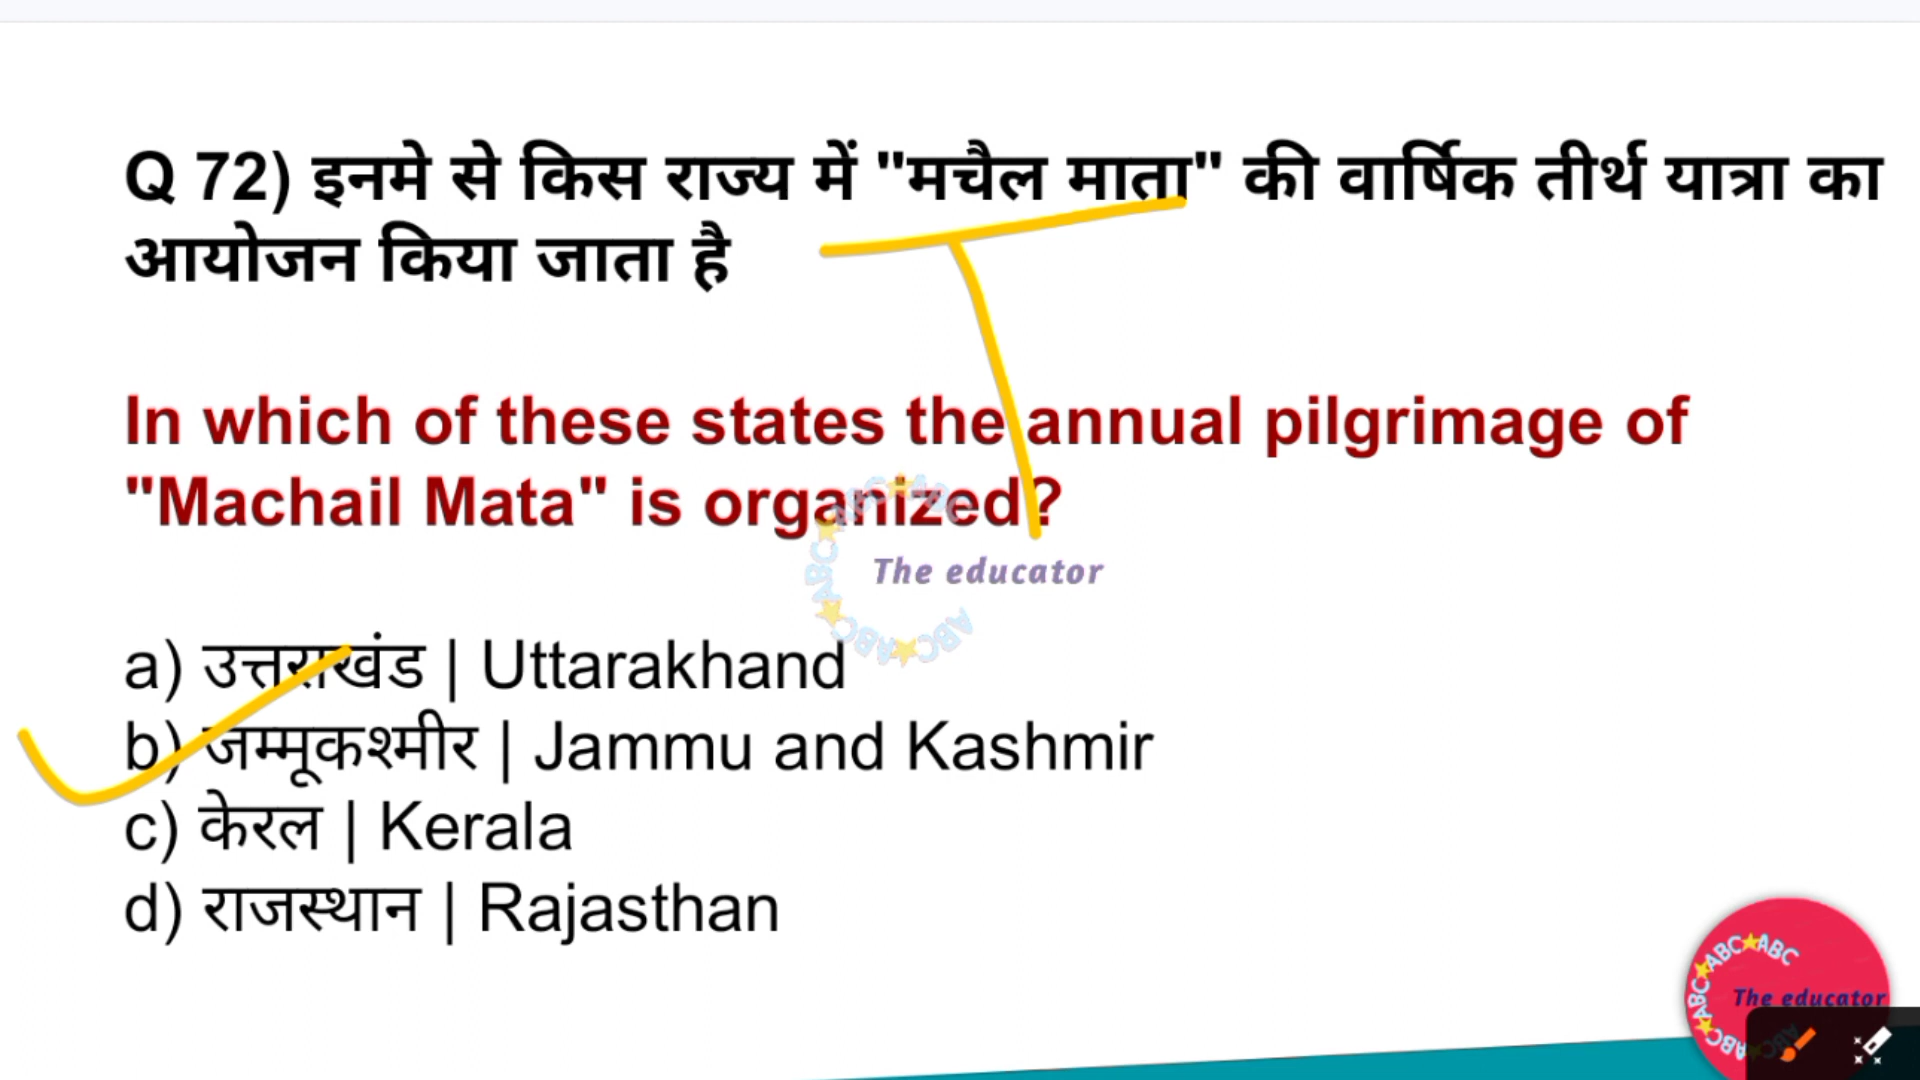 Q 72) इनमे से किस राज्य में "मचैल माता" की वार्षिक तीर्थ यात्रा का
आयोजन किया जाता है
In which of these states the annual pilgrimage of
"Machail Mata" is organized?
The educator
a) उत्तराखंड | Uttarakhand
b) जम्मूकश्मीर | Jammu and Kashmir
c) केरल | Kerala
d) राजस्थान | Rajasthan
ABC★ABC★ABC
The educator